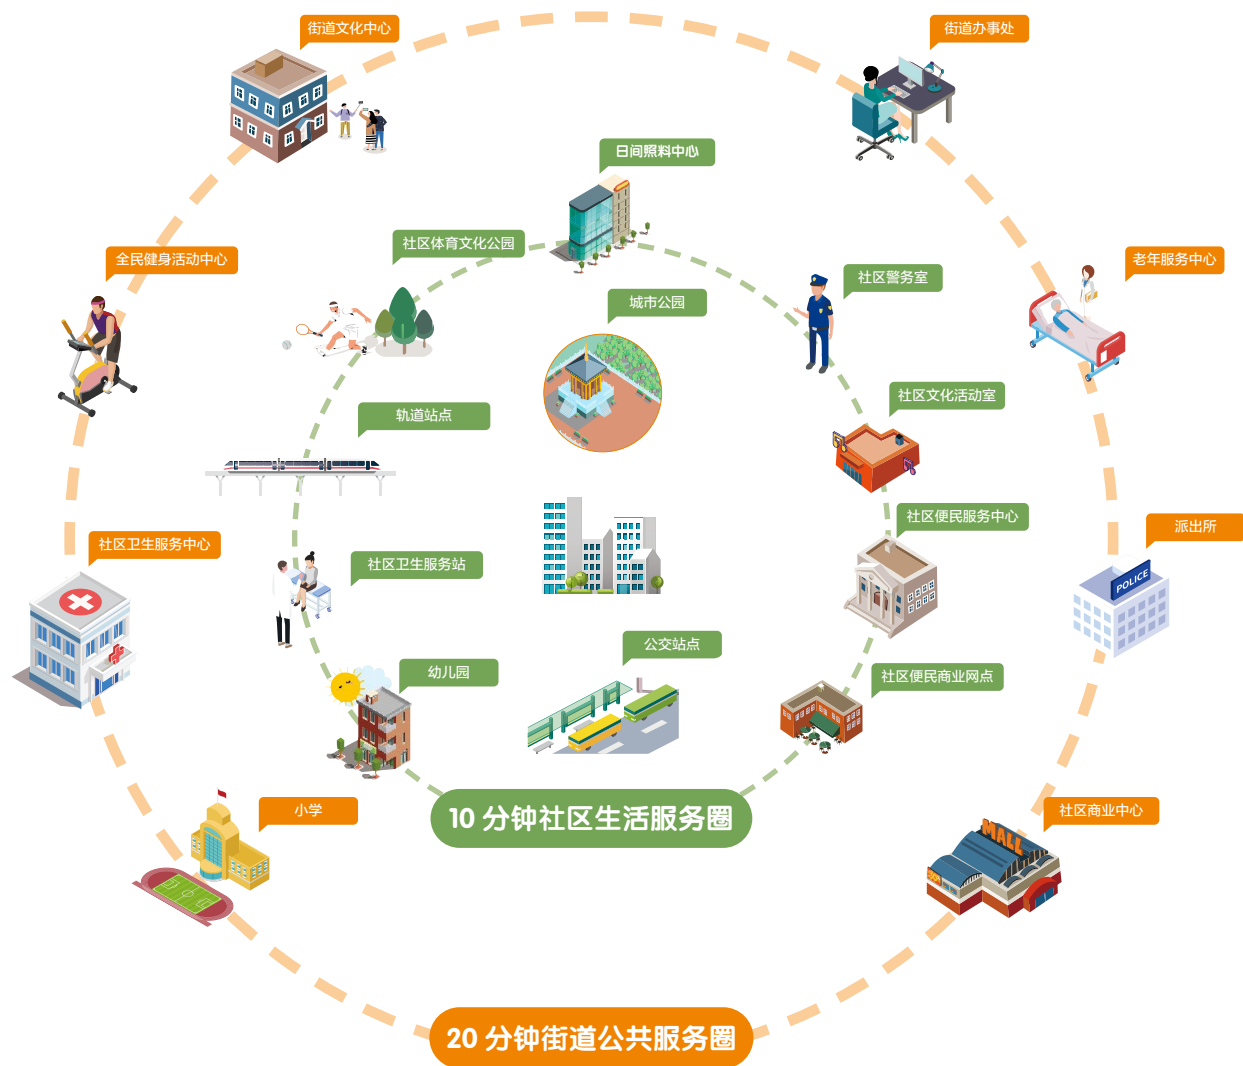 街道文化中心
街道办事处
日间照料中心
社区体育文化公园
全民健身活动中心
老年服务中心
社区警务室
城市公园
社区文化活动室
轨道站点
社区便民服务中心
派出所
社区卫生服务中心
社区卫生服务站
POLICE
公交站点
幼儿园
社区便民商业网点
小学
10 分钟社区生活服务圈
社区商业中心
MALL
20 分钟街道公共服务圈